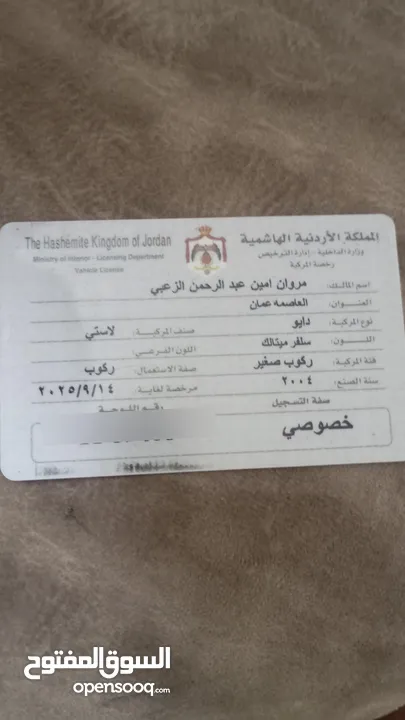 المملكة الأردنية الهاشمية
The Hashemite Kingdom of Jordan
وزارة الداخلية - إدارة الترخيص
Ministry of Interior - Licensing Department
رخصة المركبة
Vehicle License
اسم المالك: مروان امين عبد الرحمن الزعبي
العنوان: العاصمه عمان
نوع المركبة: دايو صنف المركبة: لاستي
اللون: سلفر ميتالك اللون الفرعي:
فئة المركبة: ركوب صغير صفة الاستعمال: ركوب
سنة الصنع: ٢٠٠٤ مرخصة لغاية: ٢٠٢٥/٩/١٤
صفة التسجيل رقم اللوحة
خصوصي
السوق المفتوح
opensooq.com